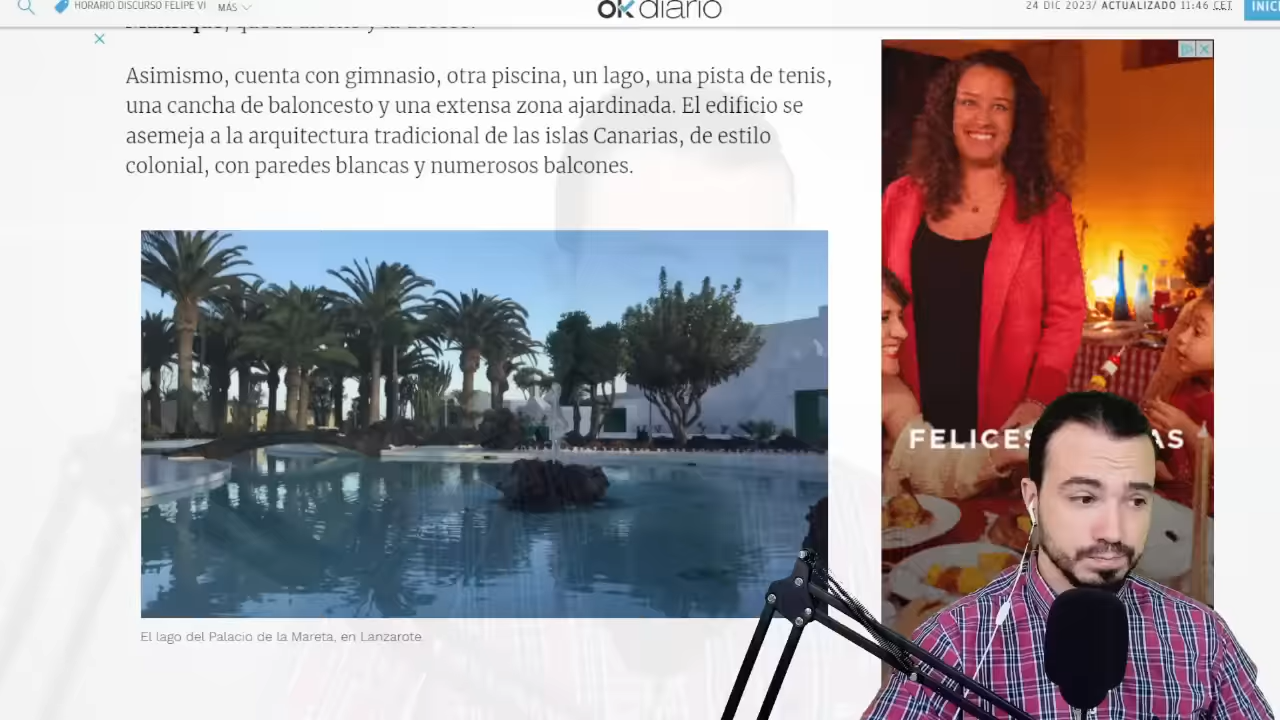 HORARIO DISCURSO FELIPE VI
MÁS
okdiario
24 DIC 2023/ ACTUALIZADO 11:46 CET
Asimismo, cuenta con gimnasio, otra piscina, un lago, una pista de tenis,
una cancha de baloncesto y una extensa zona ajardinada. El edificio se
asemeja a la arquitectura tradicional de las islas Canarias, de estilo
colonial, con paredes blancas y numerosos balcones.
El lago del Palacio de la Mareta, en Lanzarote
FELICES